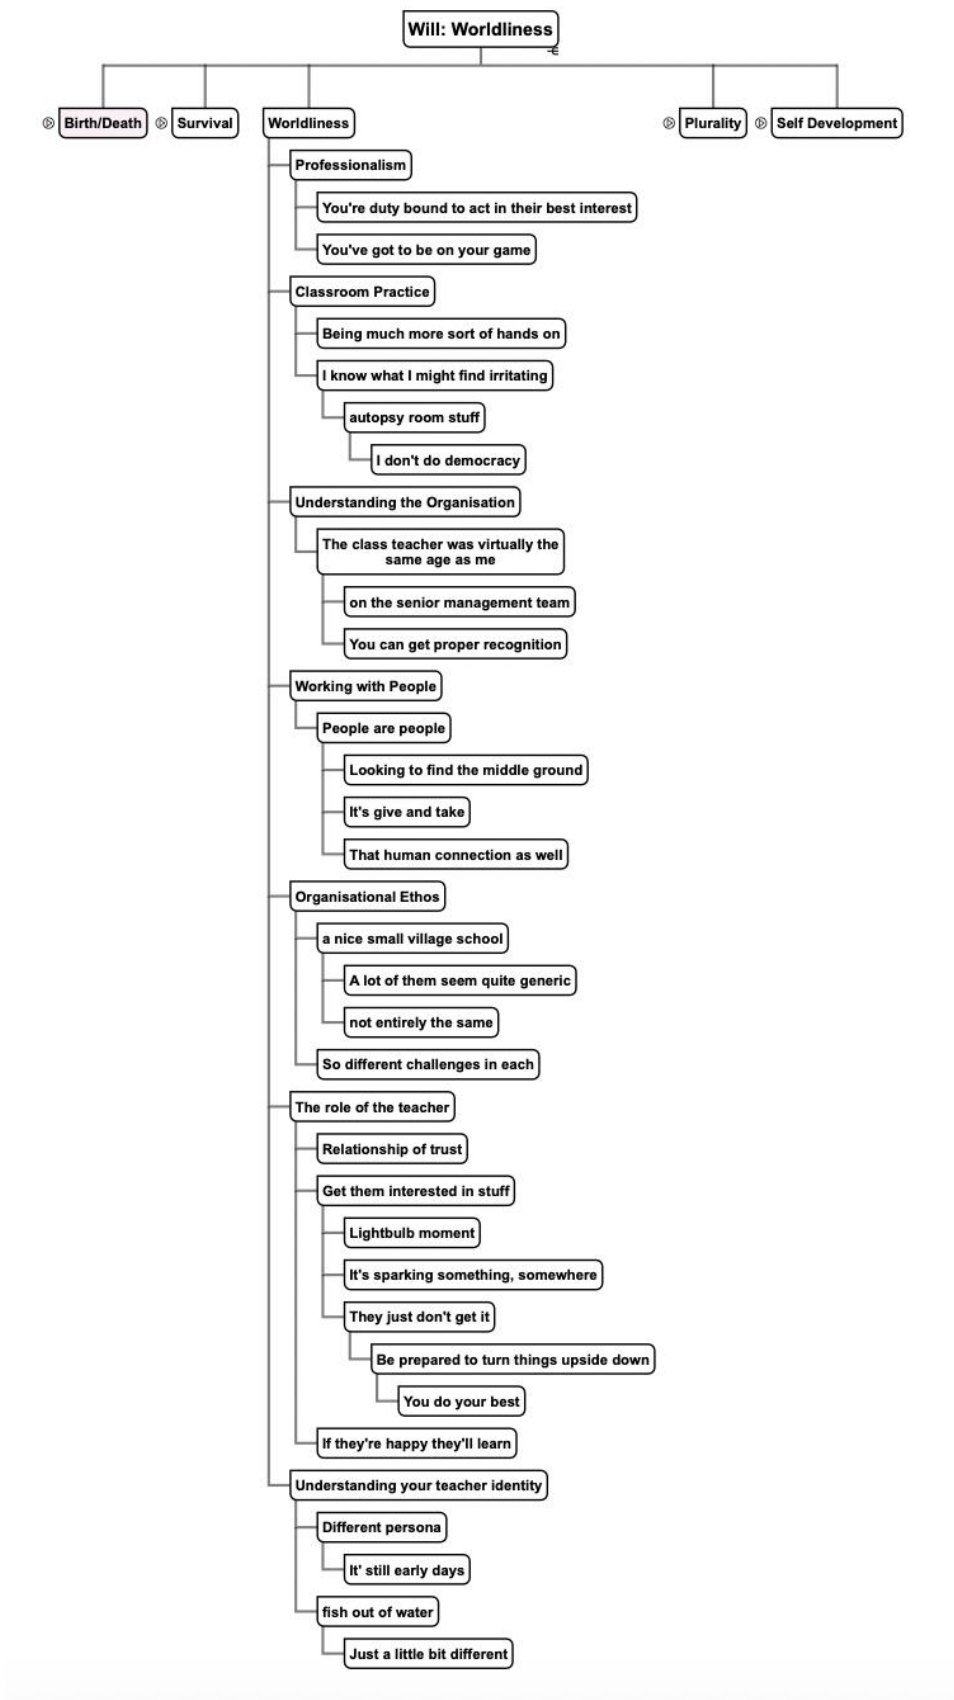 Will: Worldliness
Birth/Death
Survival
Worldliness
Plurality
Self Development
Professionalism
You're duty bound to act in their best interest
You've got to be on your game
Classroom Practice
Being much more sort of hands on
I know what I might find irritating
autopsy room stuff
I don't do democracy
Understanding the Organisation
The class teacher was virtually the
same age as me
on the senior management team
You can get proper recognition
Working with People
People are people
Looking to find the middle ground
It's give and take
That human connection as well
Organisational Ethos
a nice small village school
A lot of them seem quite generic
not entirely the same
So different challenges in each
The role of the teacher
Relationship of trust
Get them interested in stuff
Lightbulb moment
It's sparking something, somewhere
They just don't get it
Be prepared to turn things upside down
You do your best
If they're happy they'll learn
Understanding your teacher identity
Different persona
It' still early days
fish out of water
Just a little bit different